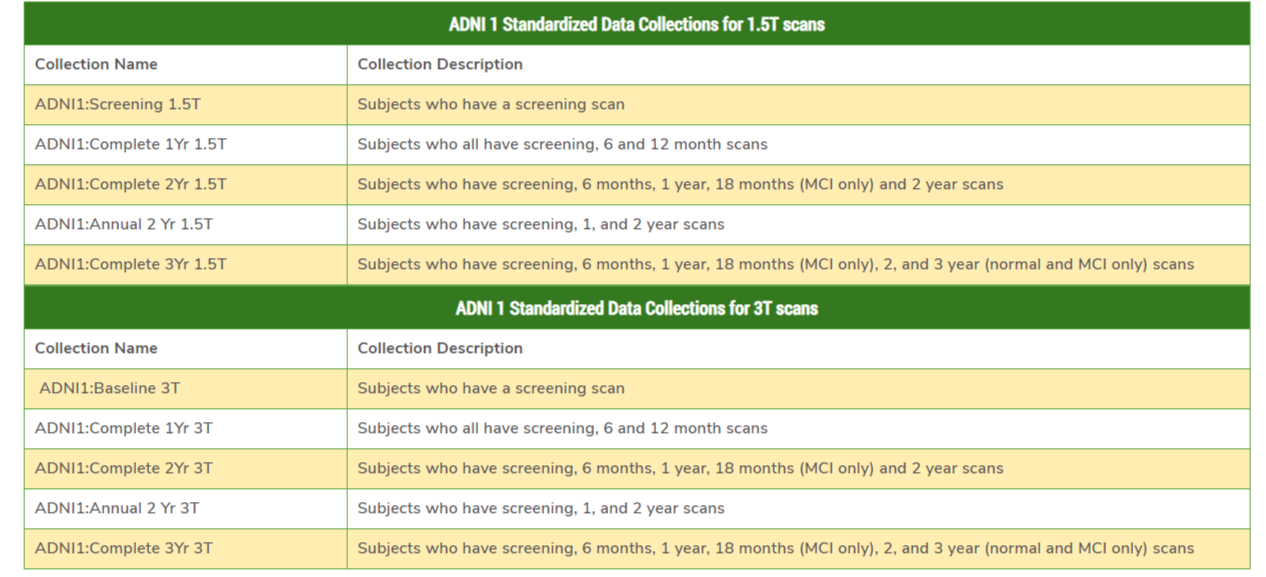 ADNI 1 Standardized Data Collections for 1.5T scans
Collection Name Collection Description
ADNI1:Screening 1.5T Subjects who have a screening scan
ADNI1:Complete 1Yr 1.5T Subjects who all have screening, 6 and 12 month scans
ADNI1:Complete 2Yr 1.5T Subjects who have screening, 6 months, 1 year, 18 months (MCI only) and 2 year scans
ADNI1:Annual 2 Yr 1.5T Subjects who have screening, 1, and 2 year scans
ADNI1:Complete 3Yr 1.5T Subjects who have screening, 6 months, 1 year, 18 months (MCI only), 2, and 3 year (normal and MCI only) scans
ADNI 1 Standardized Data Collections for 3T scans
Collection Name Collection Description
ADNI1:Baseline 3T Subjects who have a screening scan
ADNI1:Complete 1Yr 3T Subjects who all have screening, 6 and 12 month scans
ADNI1:Complete 2Yr 3T Subjects who have screening, 6 months, 1 year, 18 months (MCI only) and 2 year scans
ADNI1:Annual 2 Yr 3T Subjects who have screening, 1, and 2 year scans
ADNI1:Complete 3Yr 3T Subjects who have screening, 6 months, 1 year, 18 months (MCI only), 2, and 3 year (normal and MCI only) scans